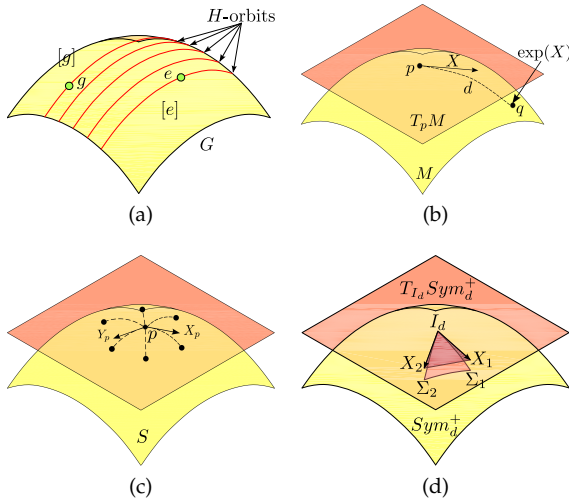 H-orbits
[g]
g
e
[e]
G
(a)
exp(X)
p
X
d
q
T_pM
M
(b)
Y_p
X_p
p
S
(c)
T_{I_d}Sym_d^+
I_d
X_2
X_1
Σ_2
Σ_1
Sym_d^+
(d)